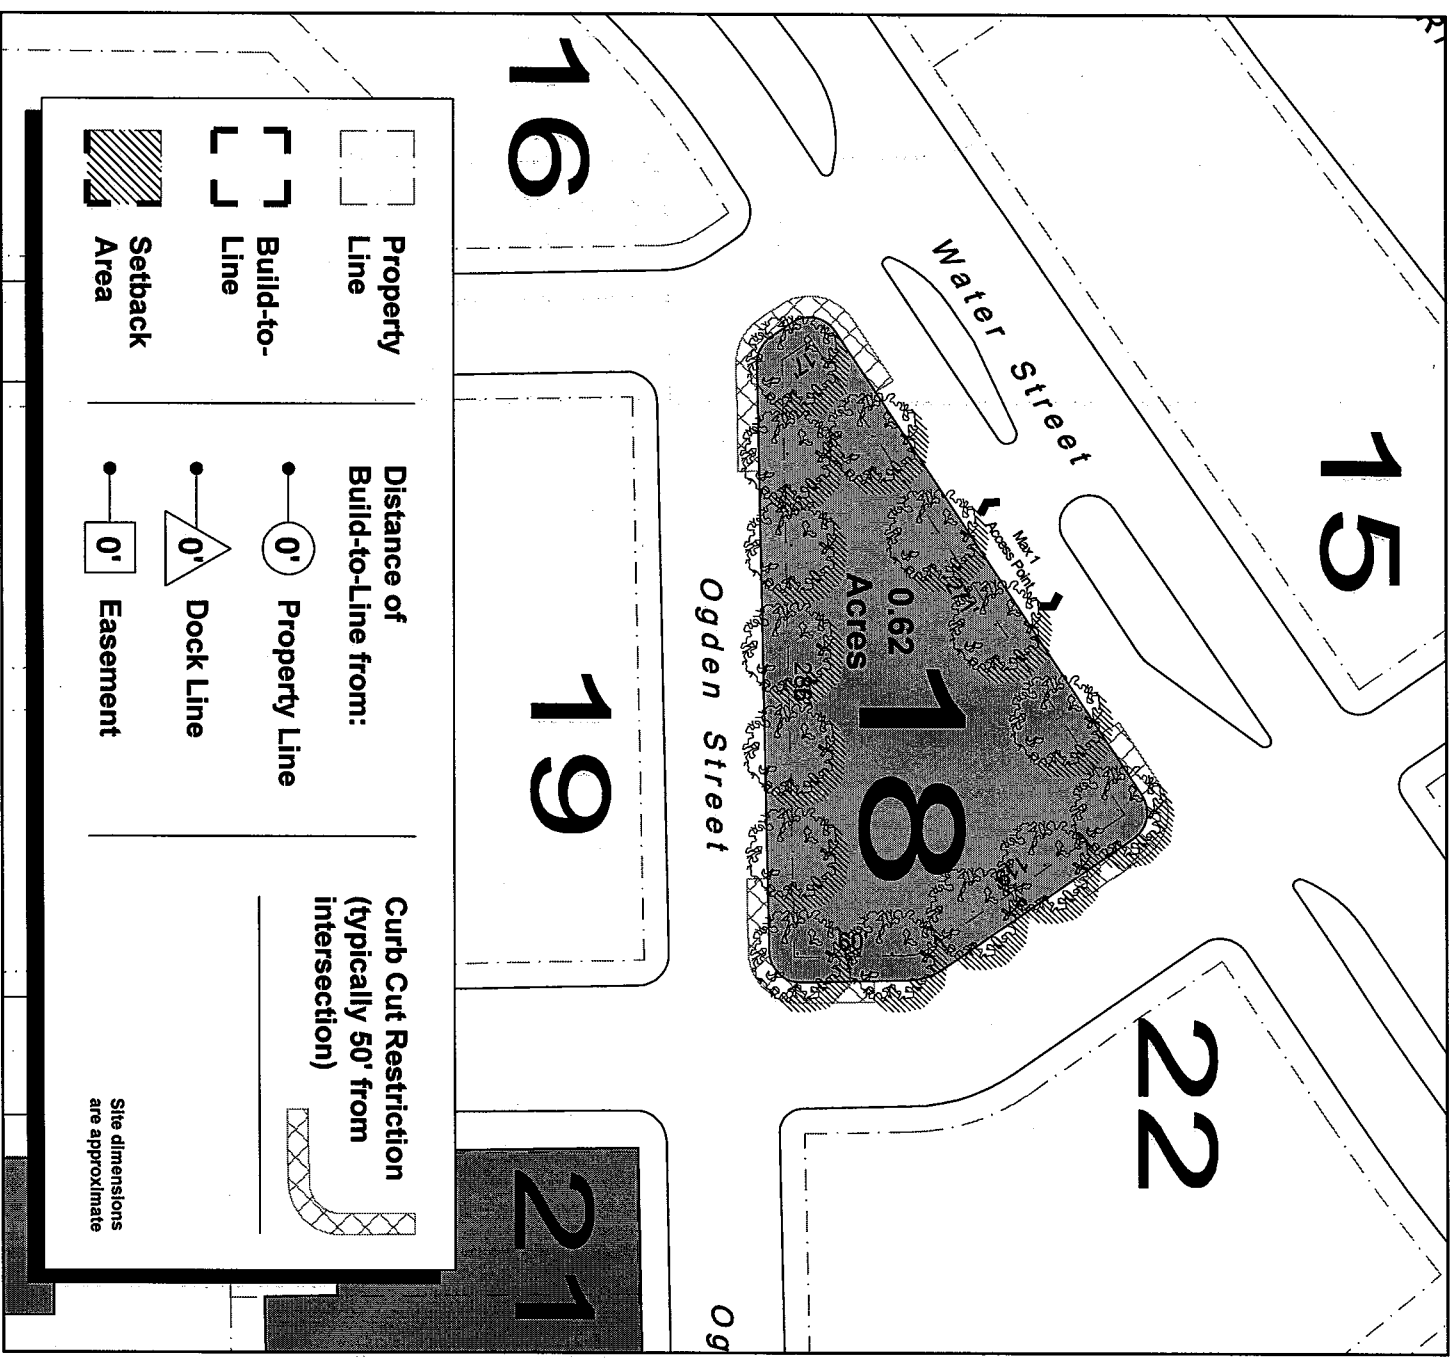 16
15
Water Street
Max 1
Access Point
17
0.62
Acres
18
Ogden Street
60
19
22
21
Og
Property
Line
Build-to-
Line
Setback
Area
Distance of
Build-to-Line from:
0' Property Line
0' Dock Line
0' Easement
Curb Cut Restriction
(typically 50' from
intersection)
Site dimensions
are approximate